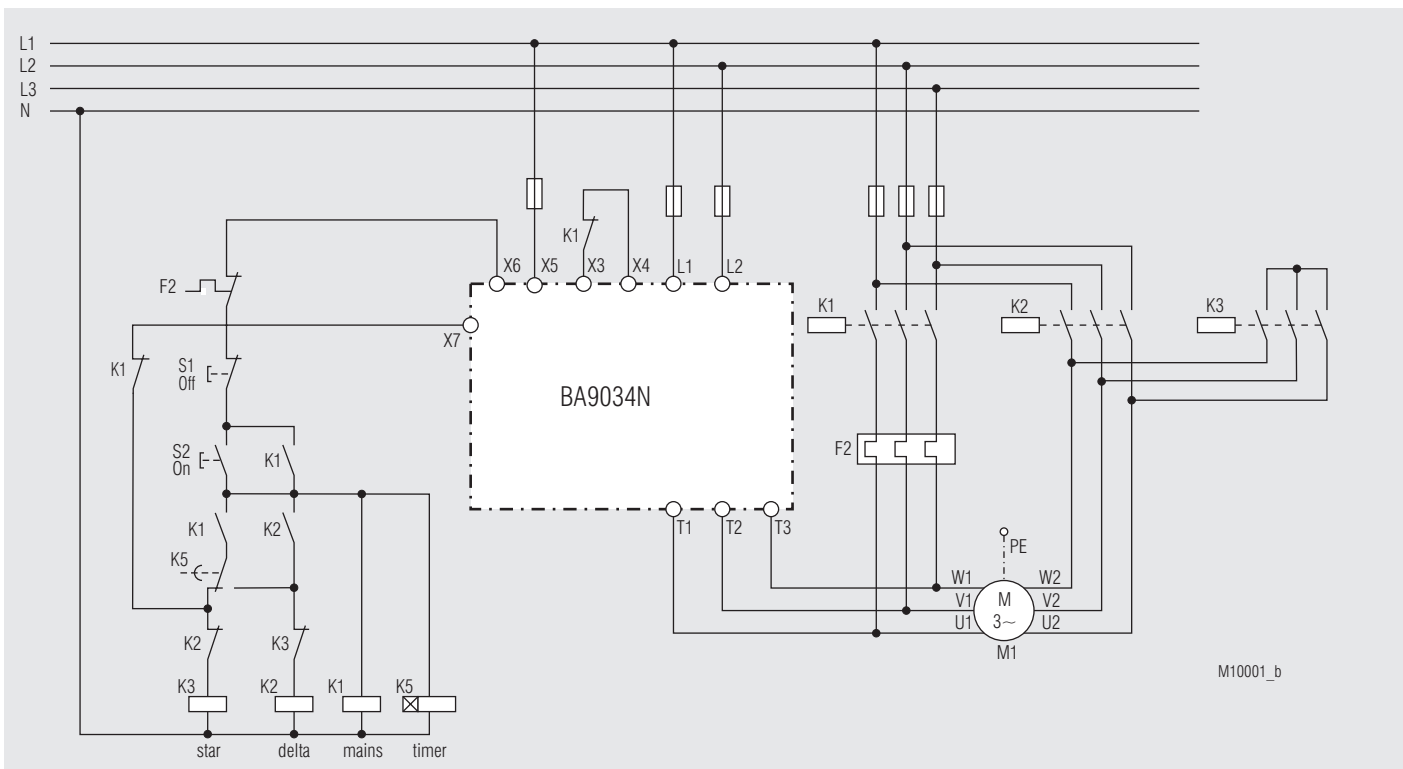 L1
L2
L3
N
K1
X6 X5 X3 X4 L1 L2
F2
X7
K1
S1
Off
BA9034N
K1 K2 K3
S2
On
K1
F2
K1 K2
T1 T2 T3
K5
PE
W1 W2
V1 V2
U1 U2
M
3~
M1
K2 K3
M10001_b
K3 K2 K1 K5
star delta mains timer